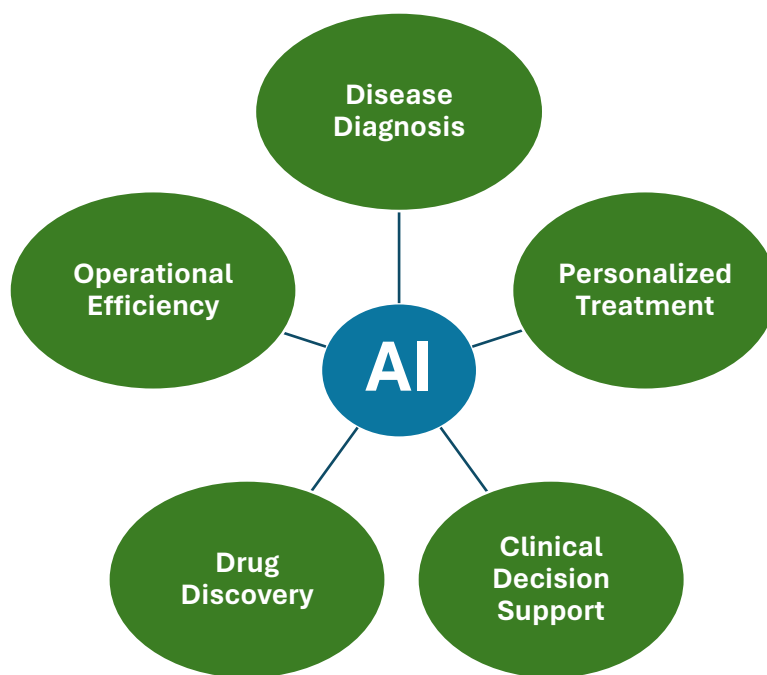 Disease
Diagnosis
Operational
Efficiency
Personalized
Treatment
AI
Drug
Discovery
Clinical
Decision
Support